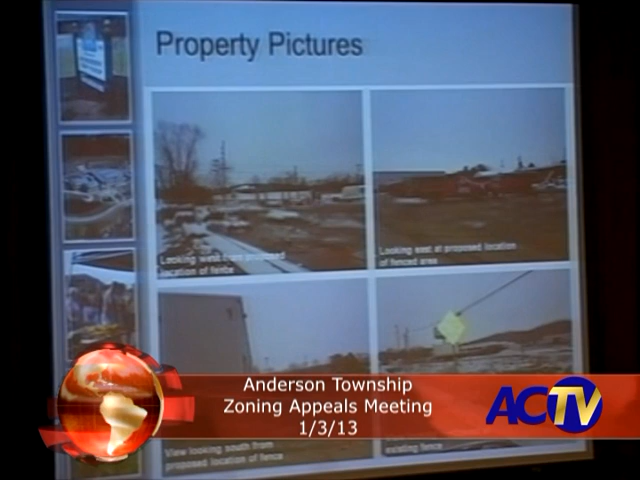 Property Pictures
Looking west from proposed
location of fence
Looking west at proposed location
of fenced area
Anderson Township
Zoning Appeals Meeting
1/3/13
ACTV
View looking south from
proposed location of fence
existing fence